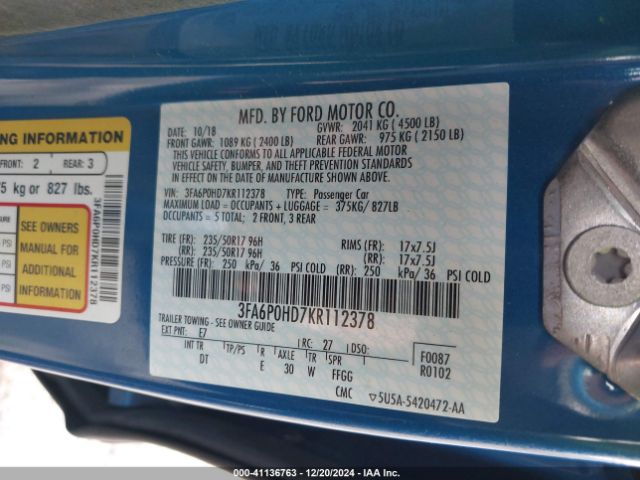 NG INFORMATION
FRONT: 2 REAR: 3
5 kg or 827 lbs.
SEE OWNERS
MANUAL FOR
ADDITIONAL
INFORMATION
PSI
PSI
PSI
3FA6P0HD7KR112378
MFD. BY FORD MOTOR CO.
DATE: 10/18 GVWR: 2041 KG (4500 LB)
FRONT GAWR: 1089 KG (2400 LB) REAR GAWR: 975 KG (2150 LB)
THIS VEHICLE CONFORMS TO ALL APPLICABLE FEDERAL MOTOR
VEHICLE SAFETY, BUMPER, AND THEFT PREVENTION STANDARDS
IN EFFECT ON THE DATE OF MANUFACTURE SHOWN ABOVE.
VIN: 3FA6P0HD7KR112378 TYPE: Passenger Car
MAXIMUM LOAD = OCCUPANTS + LUGGAGE = 375KG/ 827LB
OCCUPANTS = 5 TOTAL; 2 FRONT, 3 REAR
TIRE (FR): 235/50R17 96H RIMS (FR): 17x7.5J
(RR): 235/50R17 96H (RR): 17x7.5J
PRESSURE (FR): 250 kPa/ 36 PSI COLD (RR) 250 kPa/ 36 PSI COLD
3FA6P0HD7KR112378
TRAILER TOWING - SEE OWNER GUIDE
EXT PNT: E7 RC: 27 DSO: F0087
INT TR TP/PS R AXLE TR SPR R0102
DT E 30 W FFGG
CMC 5U5A-5420472-AA
000-41136763 - 12/20/2024 - IAA Inc.